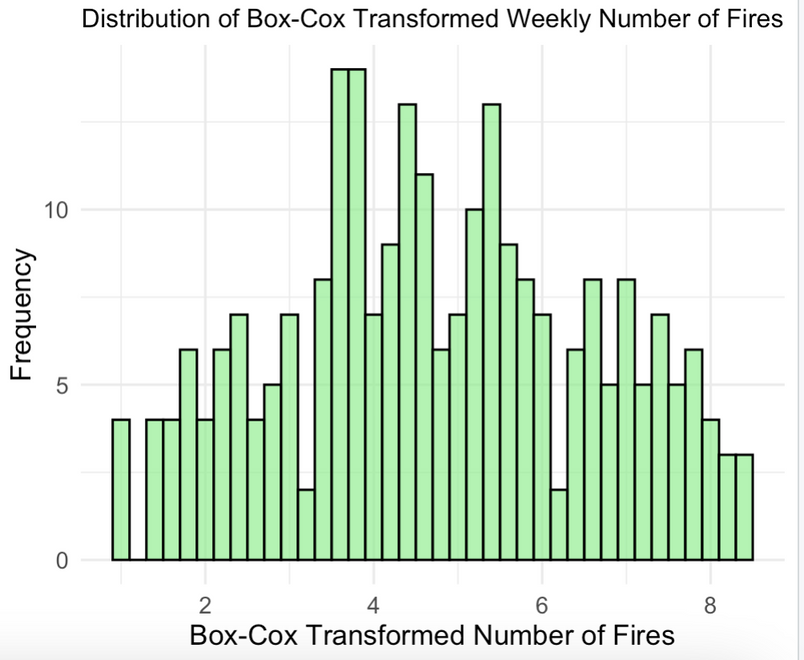 Distribution of Box-Cox Transformed Weekly Number of Fires
Frequency
10
5
0
2 4 6 8
Box-Cox Transformed Number of Fires